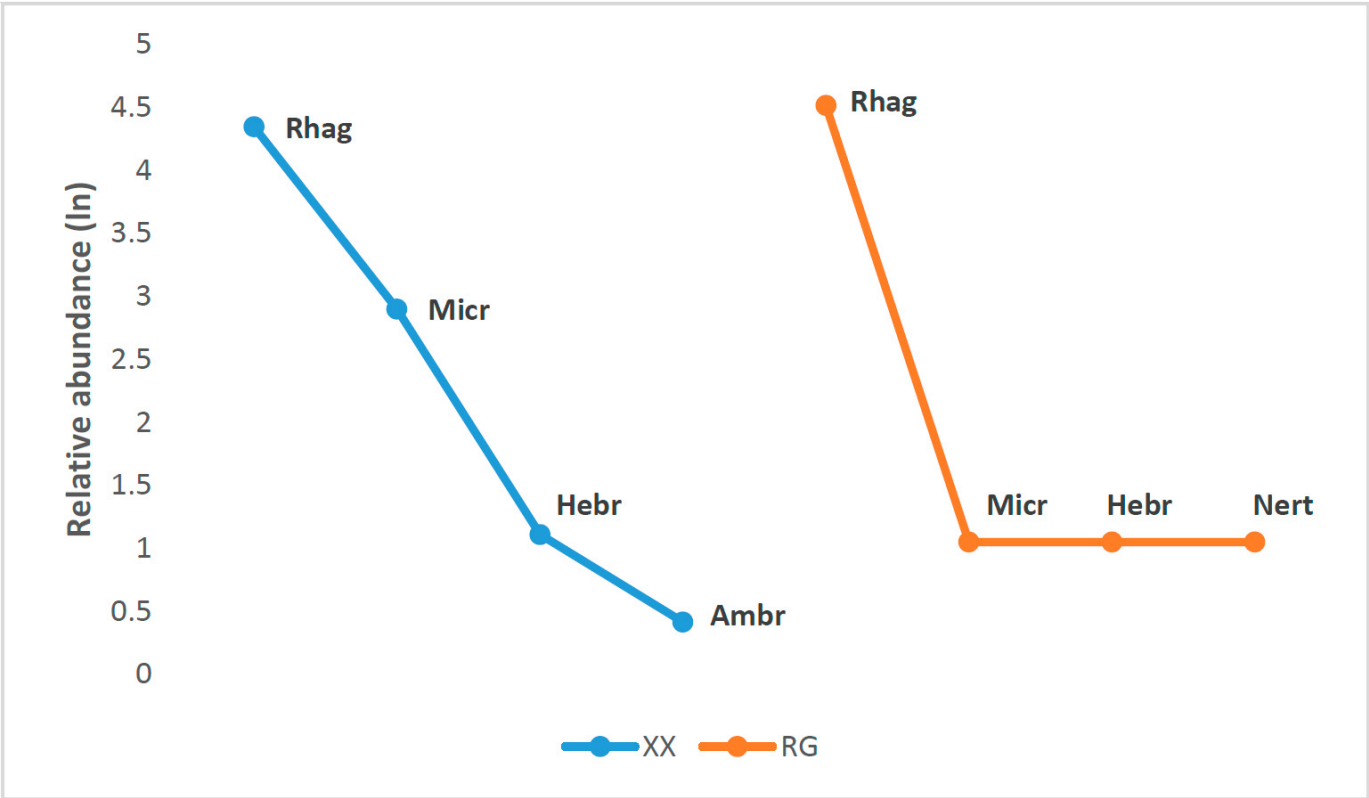 Relative abundance (ln)
5
4.5
4
3.5
3
2.5
2
1.5
1
0.5
0
Rhag
Micr
Hebr
Ambr
Rhag
Micr
Hebr
Nert
XX
RG